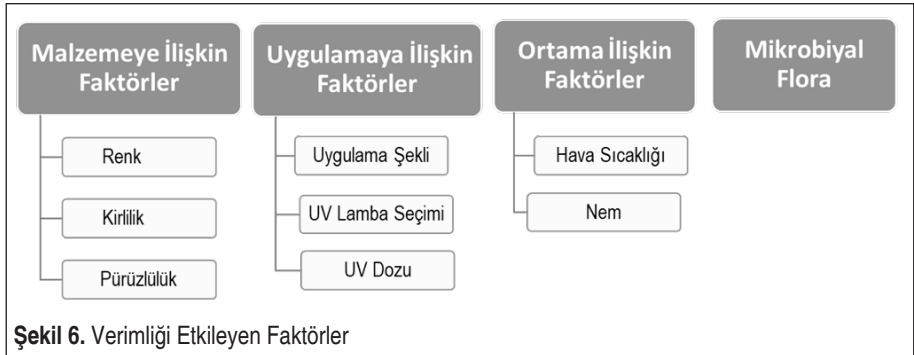 Malzemeye İlişkin
Faktörler
Renk
Kirlilik
Pürüzlülük
Uygulamaya İlişkin
Faktörler
Uygulama Şekli
UV Lamba Seçimi
UV Dozu
Ortama İlişkin
Faktörler
Hava Sıcaklığı
Nem
Mikrobiyal
Flora
Şekil 6. Verimliği Etkileyen Faktörler